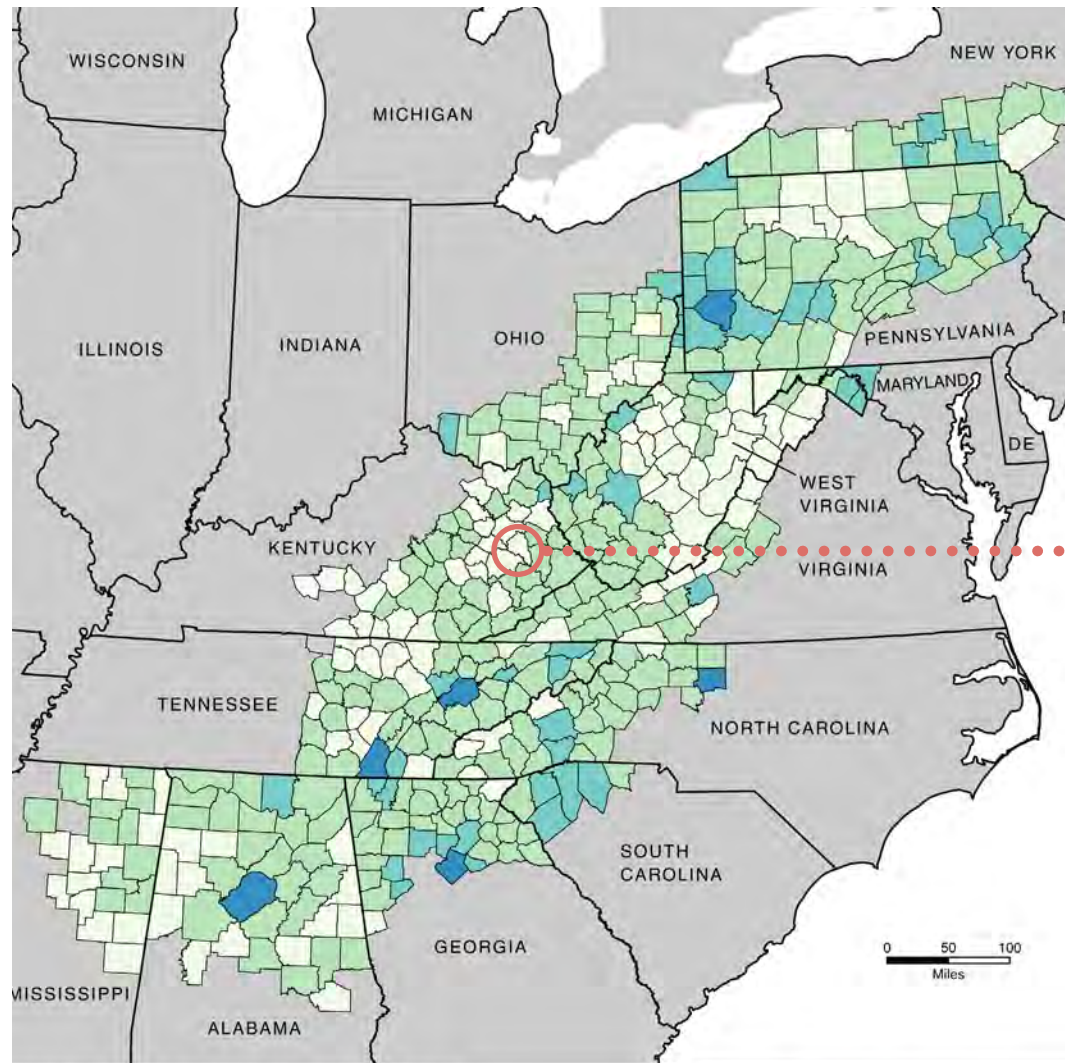 WISCONSIN
NEW YORK
MICHIGAN
ILLINOIS
INDIANA
OHIO
PENNSYLVANIA
MARYLAND
DE
WEST
VIRGINIA
KENTUCKY
VIRGINIA
TENNESSEE
NORTH CAROLINA
SOUTH
CAROLINA
GEORGIA
0 50 100
Miles
MISSISSIPPI
ALABAMA